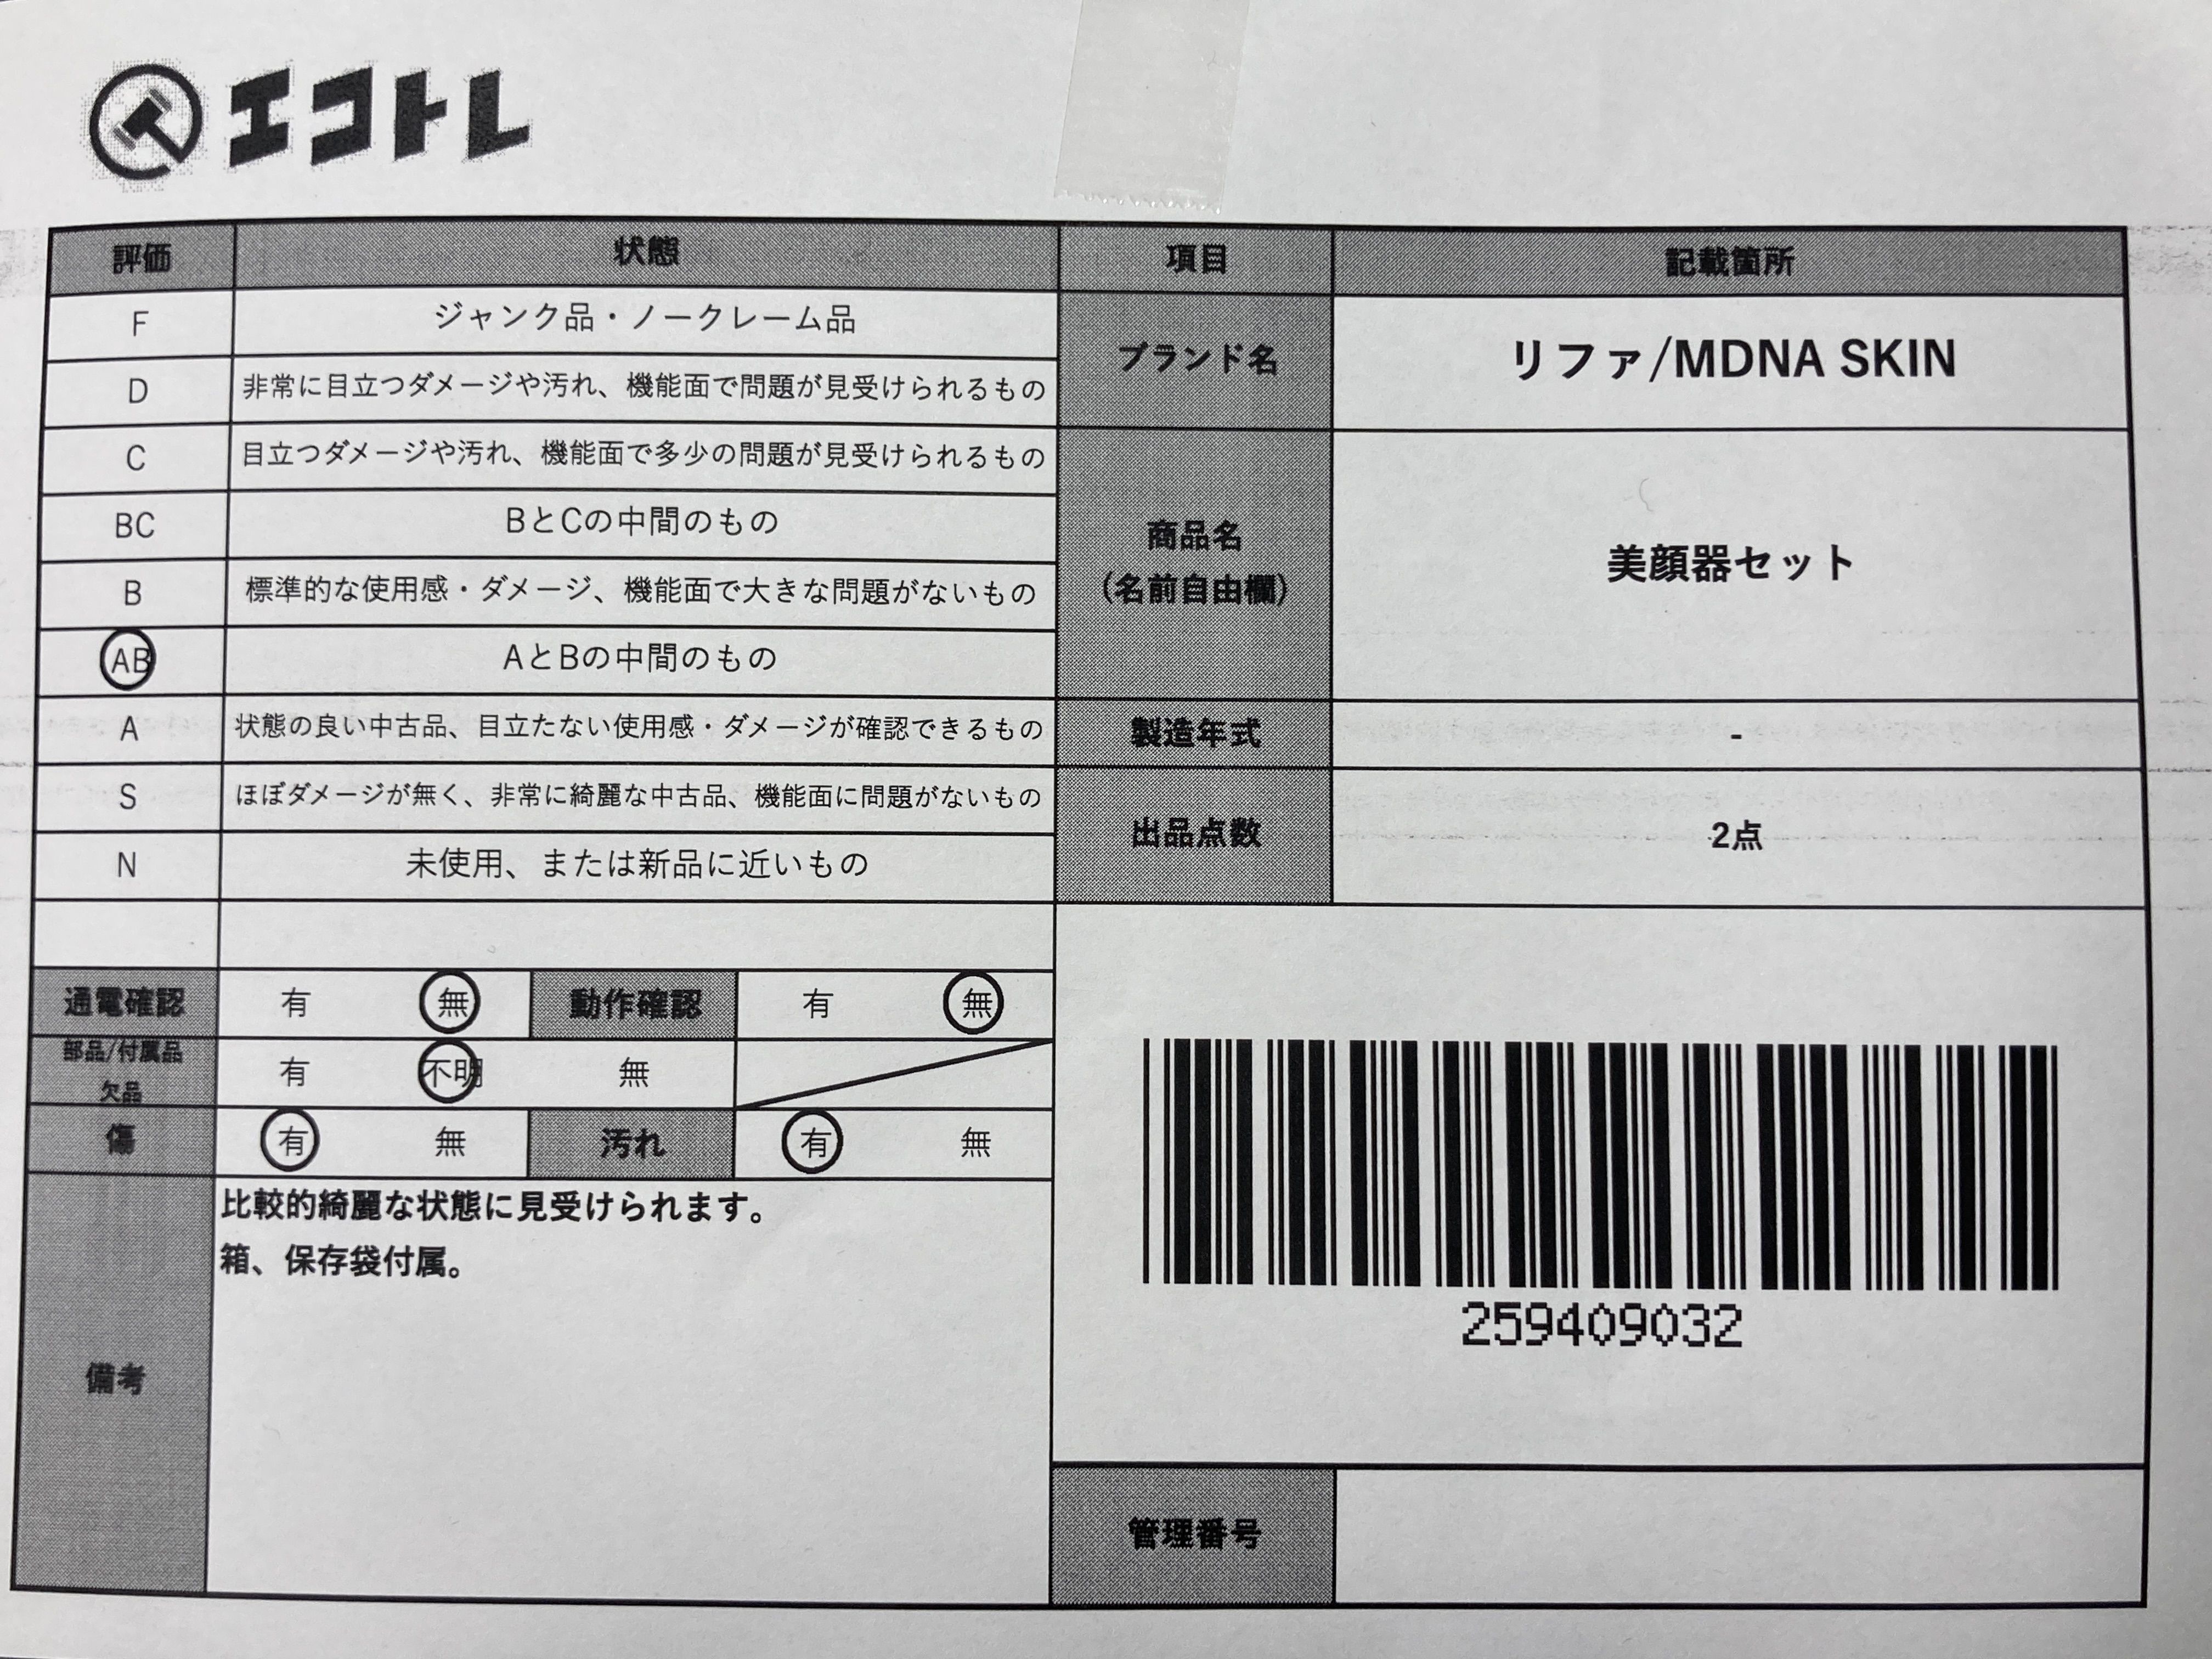 エコトレ
評価 状態
F ジャンク品・ノークレーム品
D 非常に目立つダメージや汚れ、機能面で問題が見受けられるもの
C 目立つダメージや汚れ、機能面で多少の問題が見受けられるもの
BC BとCの中間のもの
B 標準的な使用感・ダメージ、機能面で大きな問題がないもの
AB AとBの中間のもの
A 状態の良い中古品、目立たない使用感・ダメージが確認できるもの
S ほぼダメージが無く、非常に綺麗な中古品、機能面に問題がないもの
N 未使用、または新品に近いもの
通電確認 有 無 動作確認 有 無
部品/付属品
欠品 有 不明 無
傷 有 無 汚れ 有 無
備考
比較的綺麗な状態に見受けられます。
箱、保存袋付属。
項目 記載箇所
ブランド名 リファ/MDNA SKIN
商品名
(名前自由欄)
美顔器セット
製造年式 -
出品点数 2点
259409032
管理番号